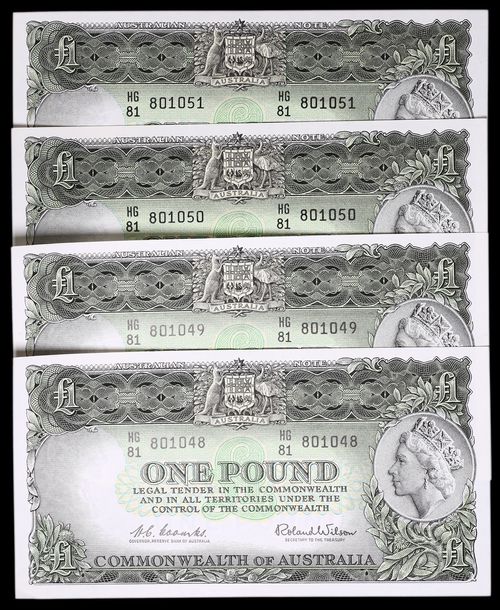 AUSTRALIAN NOTE
£1 £1
HG 81 801051 HG 81 801051
AUSTRALIA
AUSTRALIAN NOTE
£1 £1
HG 81 801050 HG 81 801050
AUSTRALIA
AUSTRALIAN NOTE
£1 £1
HG 81 801049 HG 81 801049
AUSTRALIA
AUSTRALIAN NOTE
£1 £1
AUSTRALIA
HG 81 801048 HG 81 801048
ONE POUND
LEGAL TENDER IN THE COMMONWEALTH
AND IN ALL TERRITORIES UNDER THE
CONTROL OF THE COMMONWEALTH
H.C. Coombs Roland Wilson
GOVERNOR, RESERVE BANK OF AUSTRALIA SECRETARY TO THE TREASURY
£1 £1
COMMONWEALTH OF AUSTRALIA